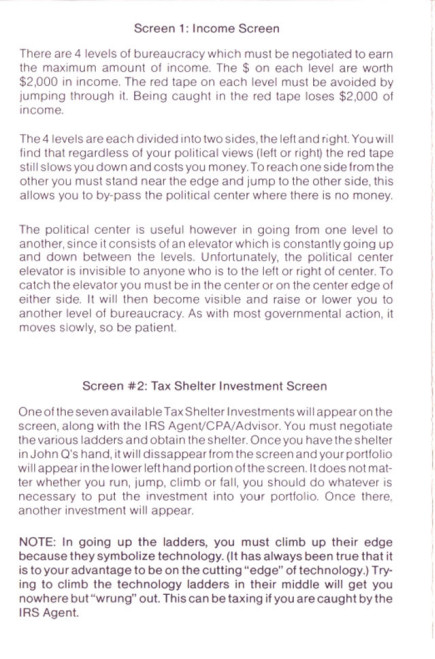 Screen 1: Income Screen
There are 4 levels of bureaucracy which must be negotiated to earn
the maximum amount of income. The $ on each level are worth
$2,000 in income. The red tape on each level must be avoided by
jumping through it. Being caught in the red tape loses $2,000 of
income.
The 4 levels are each divided into two sides, the left and right. You will
find that regardless of your political views (left or right) the red tape
still slows you down and costs you money. To reach one side from the
other you must stand near the edge and jump to the other side, this
allows you to by-pass the political center where there is no money.
The political center is useful however in going from one level to
another, since it consists of an elevator which is constantly going up
and down between the levels. Unfortunately, the political center
elevator is invisible to anyone who is to the left or right of center. To
catch the elevator you must be in the center or on the center edge of
either side. It will then become visible and raise or lower you to
another level of bureaucracy. As with most governmental action, it
moves slowly, so be patient.
Screen #2: Tax Shelter Investment Screen
One of the seven available Tax Shelter Investments will appear on the
screen, along with the IRS Agent/CPA/Advisor. You must negotiate
the various ladders and obtain the shelter. Once you have the shelter
in John Q's hand, it will dissappear from the screen and your portfolio
will appear in the lower left hand portion of the screen. It does not mat-
ter whether you run, jump, climb or fall, you should do whatever is
necessary to put the investment into your portfolio. Once there,
another investment will appear.
NOTE: In going up the ladders, you must climb up their edge
because they symbolize technology. (It has always been true that it
is to your advantage to be on the cutting "edge" of technology.) Try-
ing to climb the technology ladders in their middle will get you
nowhere but "wrung" out. This can be taxing if you are caught by the
IRS Agent.